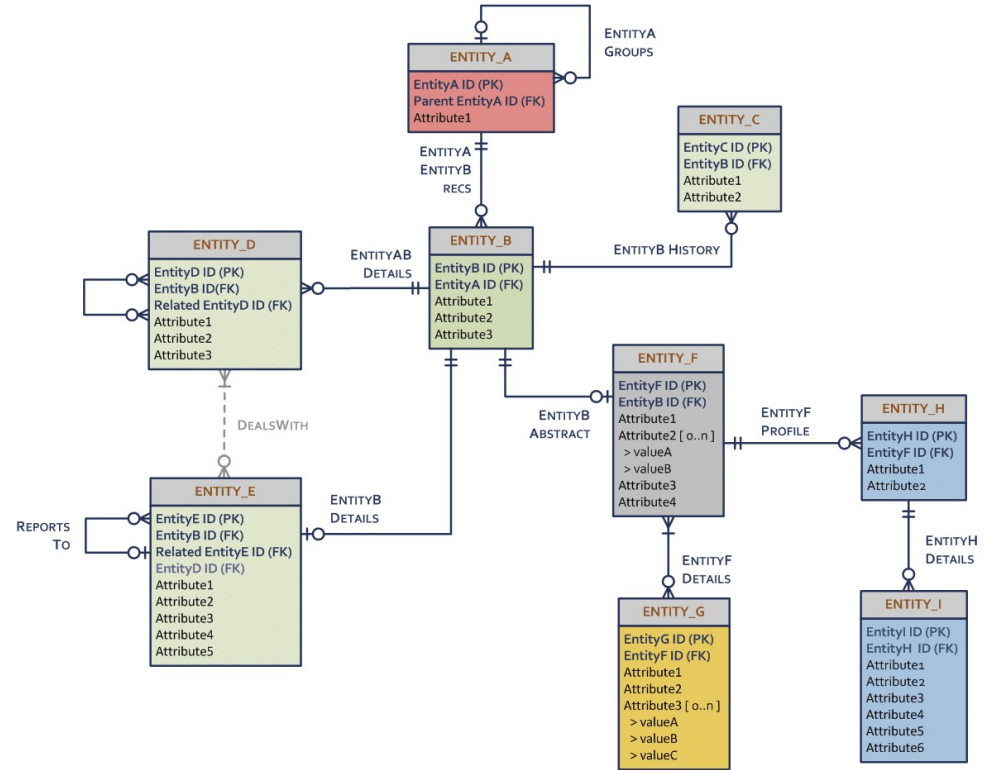 ENTITYA
GROUPS
ENTITY_A
EntityA ID (PK)
Parent EntityA ID (FK)
Attribute1
ENTITYA
ENTITYB
RECS
ENTITY_C
EntityC ID (PK)
EntityB ID (FK)
Attribute1
Attribute2
ENTITYB HISTORY
ENTITY_B
EntityB ID (PK)
EntityA ID (FK)
Attribute1
Attribute2
Attribute3
ENTITYAB
DETAILS
ENTITY_D
EntityD ID (PK)
EntityB ID(FK)
Related EntityD ID (FK)
Attribute1
Attribute2
Attribute3
DEALSWITH
ENTITY_E
EntityE ID (PK)
EntityB ID (FK)
Related EntityE ID (FK)
EntityD ID (FK)
Attribute1
Attribute2
Attribute3
Attribute4
Attribute5
REPORTS
TO
ENTITYB
DETAILS
ENTITYB
ABSTRACT
ENTITY_F
EntityF ID (PK)
EntityB ID (FK)
Attribute1
Attribute2 [ 0..n ]
> valueA
> valueB
Attribute3
Attribute4
ENTITYF
PROFILE
ENTITY_H
EntityH ID (PK)
EntityF ID (FK)
Attribute1
Attribute2
ENTITYF
DETAILS
ENTITYH
DETAILS
ENTITY_G
EntityG ID (PK)
EntityF ID (FK)
Attribute1
Attribute2
Attribute3 [ 0..n ]
> valueA
> valueB
> valueC
ENTITY_I
EntityI ID (PK)
EntityH  ID (FK)
Attribute1
Attribute2
Attribute3
Attribute4
Attribute5
Attribute6